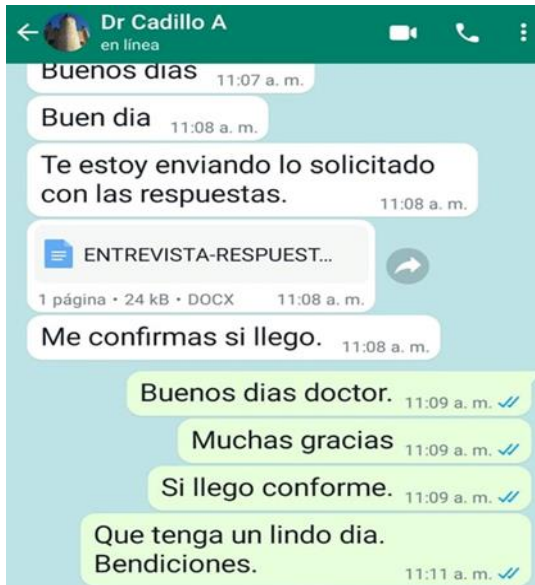 Dr Cadillo A
en línea
Buenos dias
11:07 a. m.
Buen dia
11:08 a. m.
Te estoy enviando lo solicitado
con las respuestas.
11:08 a. m.
ENTREVISTA-RESPUEST...
1 página • 24 kB • DOCX
11:08 a. m.
Me confirmas si llego.
11:08 a. m.
Buenos dias doctor.
11:09 a. m.
Muchas gracias
11:09 a. m.
Si llego conforme.
11:09 a. m.
Que tenga un lindo dia.
Bendiciones.
11:11 a. m.